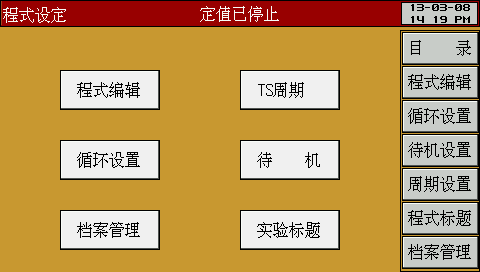 程式设定 定值已停止 13-03-08
14 19 PM
程式编辑 TS周期
循环设置 待 机
档案管理 实验标题
目 录
程式编辑
循环设置
待机设置
周期设置
程式标题
档案管理